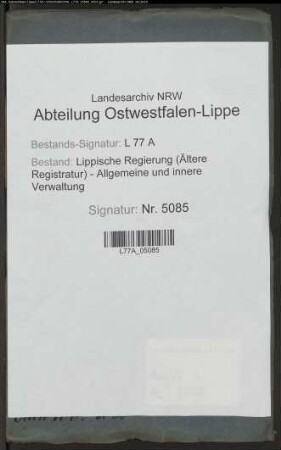 Landesarchiv NRW
Abteilung Ostwestfalen-Lippe
Bestands-Signatur: L 77 A
Bestand: Lippische Regierung (Ältere
Registratur) - Allgemeine und innere
Verwaltung
Signatur: Nr. 5085
L77A_05085